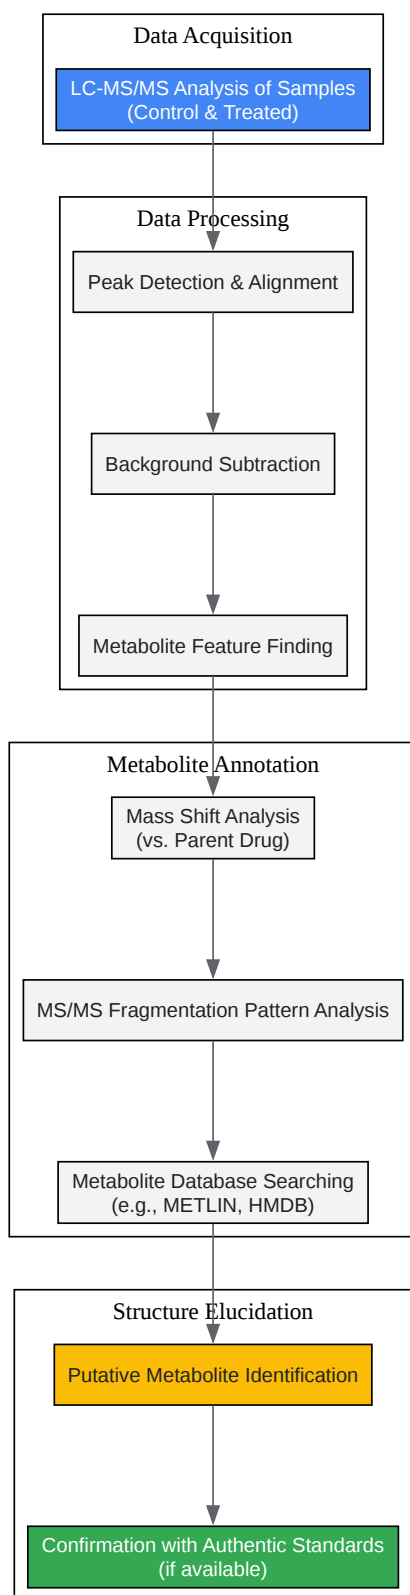 Data Acquisition
LC-MS/MS Analysis of Samples
(Control & Treated)
Data Processing
Peak Detection & Alignment
Background Subtraction
Metabolite Feature Finding
Metabolite Annotation
Mass Shift Analysis
(vs. Parent Drug)
MS/MS Fragmentation Pattern Analysis
Metabolite Database Searching
(e.g., METLIN, HMDB)
Structure Elucidation
Putative Metabolite Identification
Confirmation with Authentic Standards
(if available)